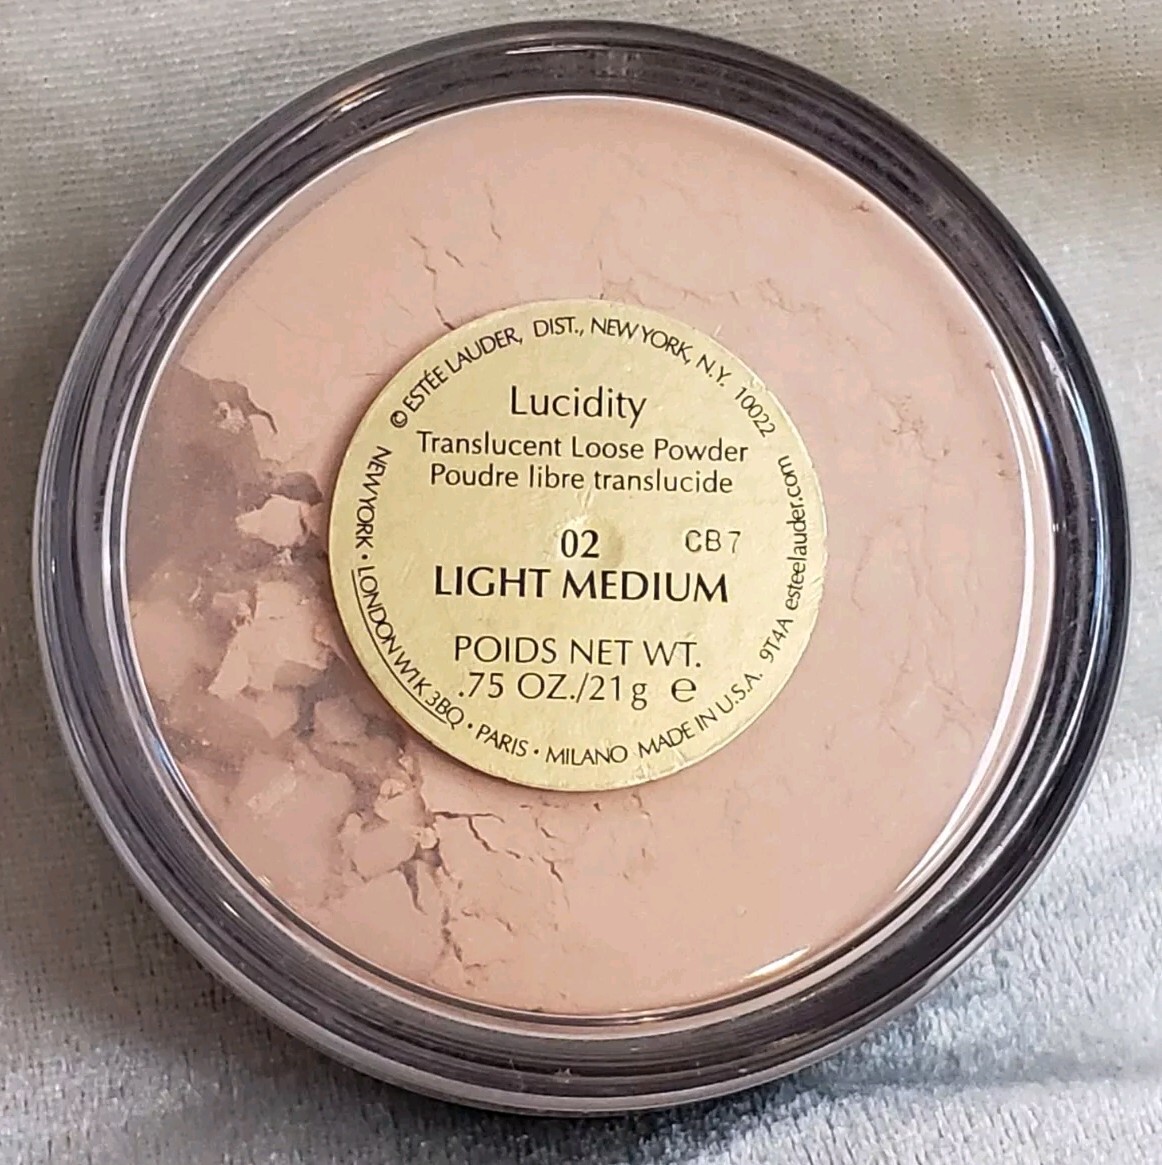 © ESTÉE LAUDER, DIST., NEW YORK, N.Y. 10022
Lucidity
Translucent Loose Powder
Poudre libre translucide
02 CB7
LIGHT MEDIUM
POIDS NET WT.
.75 OZ./21 g ℮
NEW YORK • LONDON W1K 3BQ • PARIS • MILANO MADE IN U.S.A. 9T4A esteelauder.com